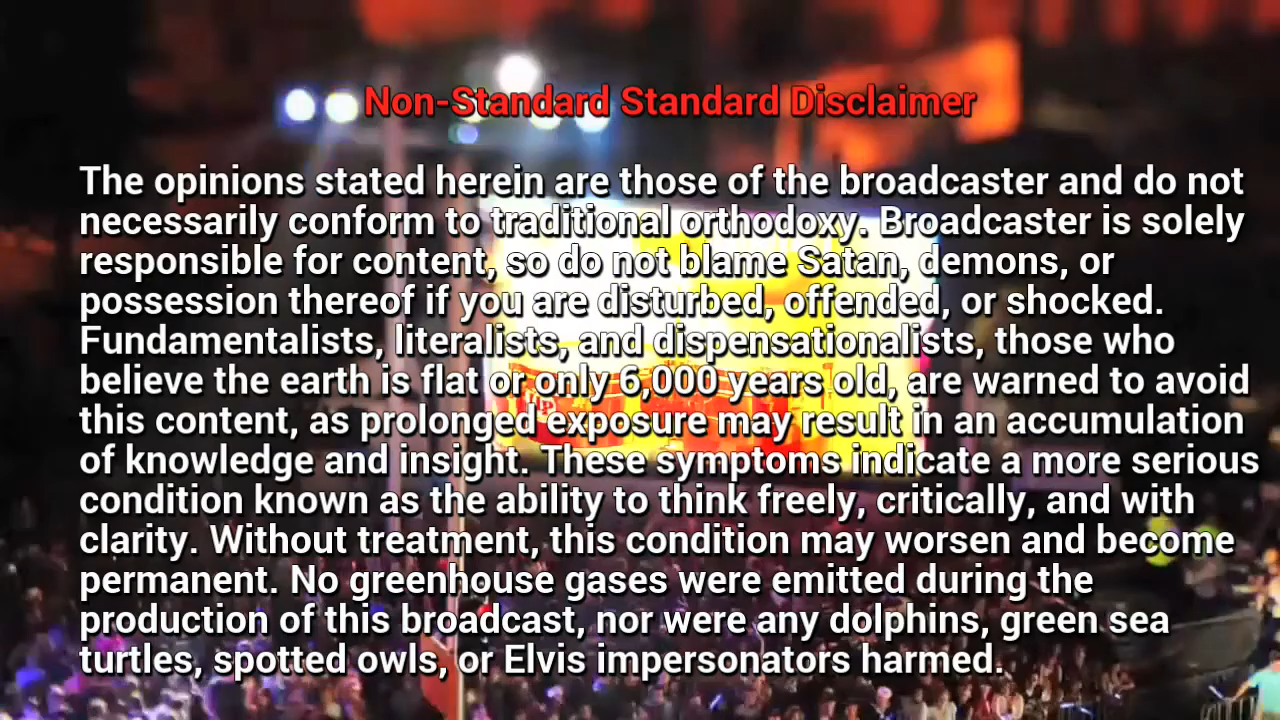 Non-Standard Standard Disclaimer
The opinions stated herein are those of the broadcaster and do not
necessarily conform to traditional orthodoxy. Broadcaster is solely
responsible for content, so do not blame Satan, demons, or
possession thereof if you are disturbed, offended, or shocked.
Fundamentalists, literalists, and dispensationalists, those who
believe the earth is flat or only 6,000 years old, are warned to avoid
this content, as prolonged exposure may result in an accumulation
of knowledge and insight. These symptoms indicate a more serious
condition known as the ability to think freely, critically, and with
clarity. Without treatment, this condition may worsen and become
permanent. No greenhouse gases were emitted during the
production of this broadcast, nor were any dolphins, green sea
turtles, spotted owls, or Elvis impersonators harmed.